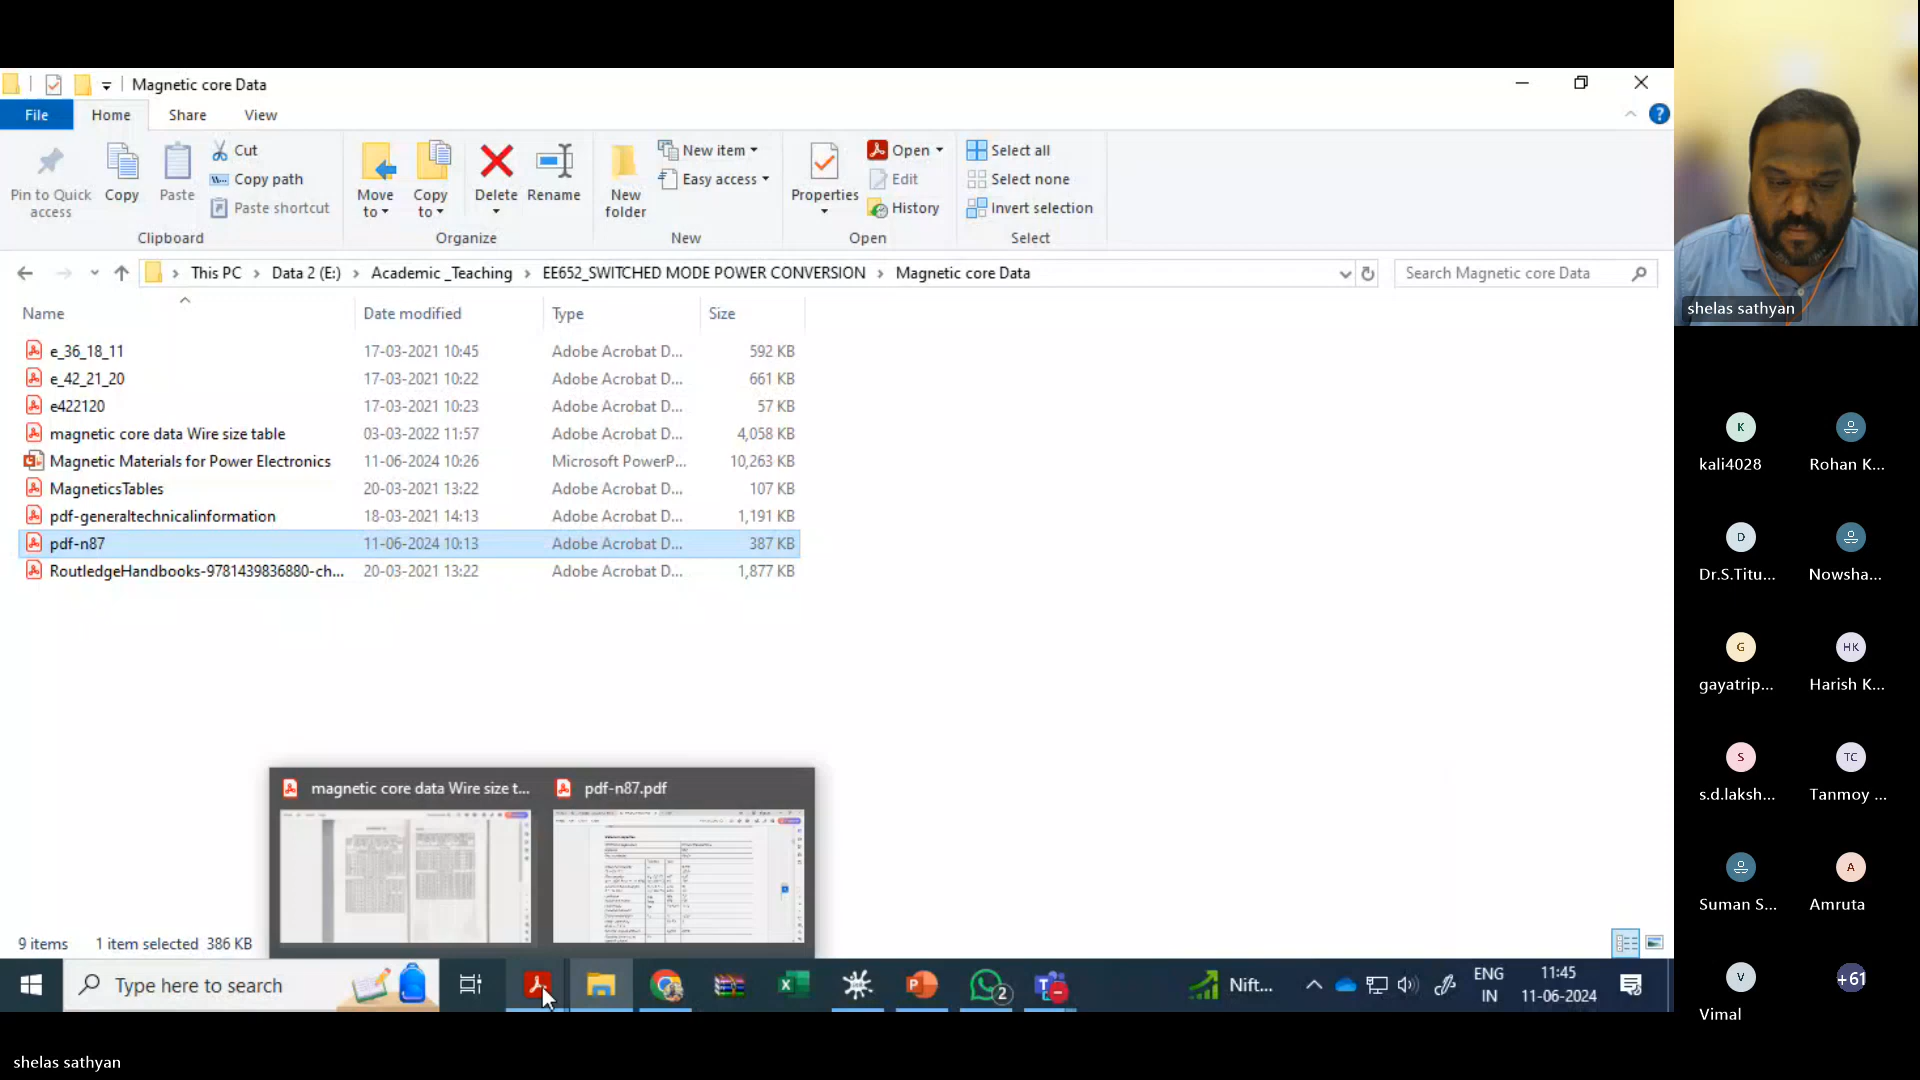 Magnetic core Data
File Home Share View
Pin to Quick access
Copy
Paste
Cut
Copy path
Paste shortcut
Clipboard
Move to
Copy to
Delete
Rename
Organize
New folder
New item
Easy access
New
Properties
Open
Edit
History
Open
Select all
Select none
Invert selection
Select
This PC > Data 2 (E:) > Academic _Teaching > EE652_SWITCHED MODE POWER CONVERSION > Magnetic core Data
Search Magnetic core Data
Name Date modified Type Size
e_36_18_11 17-03-2021 10:45 Adobe Acrobat D... 592 KB
e_42_21_20 17-03-2021 10:22 Adobe Acrobat D... 661 KB
e422120 17-03-2021 10:23 Adobe Acrobat D... 57 KB
magnetic core data Wire size table 03-03-2022 11:57 Adobe Acrobat D... 4,058 KB
Magnetic Materials for Power Electronics 11-06-2024 10:26 Microsoft PowerP... 10,263 KB
MagneticsTables 20-03-2021 13:22 Adobe Acrobat D... 107 KB
pdf-generaltechnicalinformation 18-03-2021 14:13 Adobe Acrobat D... 1,191 KB
pdf-n87 11-06-2024 10:13 Adobe Acrobat D... 387 KB
RoutledgeHandbooks-9781439836880-ch... 20-03-2021 13:22 Adobe Acrobat D... 1,877 KB
magnetic core data Wire size t...
pdf-n87.pdf
9 items 1 item selected 386 KB
Type here to search
2
Nift...
ENG
IN
11:45
11-06-2024
shelas sathyan
K
kali4028
Rohan K...
D
Dr.S.Titu...
Nowsha...
G
gayatrip...
HK
Harish K...
S
s.d.laksh...
TC
Tanmoy ...
Suman S...
A
Amruta
V
Vimal
+61
shelas sathyan